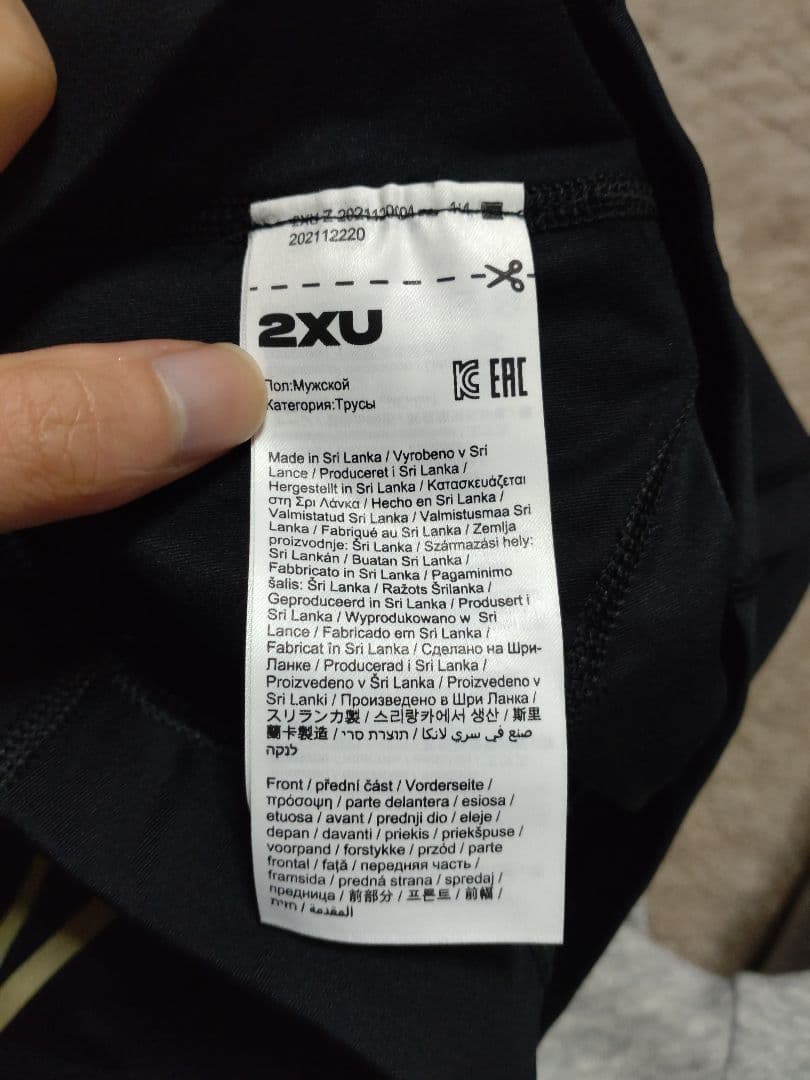 202112220
2XU
Пол:Мужской
Категория:Трусы
EAC
Made in Sri Lanka / Vyrobeno v Sri
Lance / Produceret i Sri Lanka /
Hergestellt in Sri Lanka / Κατασκευάζεται
στη Σρι Λάνκα / Hecho en Sri Lanka /
Valmistatud Sri Lanka / Valmistusmaa Sri
Lanka / Fabriqué au Sri Lanka / Zemlja
proizvodnje: Šri Lanka / Származási hely:
Sri Lankán / Buatan Sri Lanka /
Fabbricato in Sri Lanka / Pagaminimo
šalis: Šri Lanka / Ražots Šrilanka /
Geproduceerd in Sri Lanka / Produsert i
Sri Lanka / Wyprodukowano w Sri
Lance / Fabricado em Sri Lanka /
Fabricat în Sri Lanka / Сделано на Шри-
Ланке / Producerad i Sri Lanka /
Proizvedeno v Šri Lanka / Proizvedeno v
Sri Lanki / Произведено в Шри Ланка /
スリランカ製 / 스리랑카에서 생산 / 斯里
蘭卡製造 / صنع في سري لانكا / תוצרת סרי
לנקה
Front / přední část / Vorderseite /
πρόσοψη / parte delantera / esiosa /
etuosa / avant / prednji dio / eleje /
depan / davanti / priekis / priekšpuse /
voorpand / forstykke / przód / parte
frontal / față / передняя часть /
framsida / predná strana / spredaj /
предница / 前部分 / 프론트 / 前幅 /
חזית / المقدمة